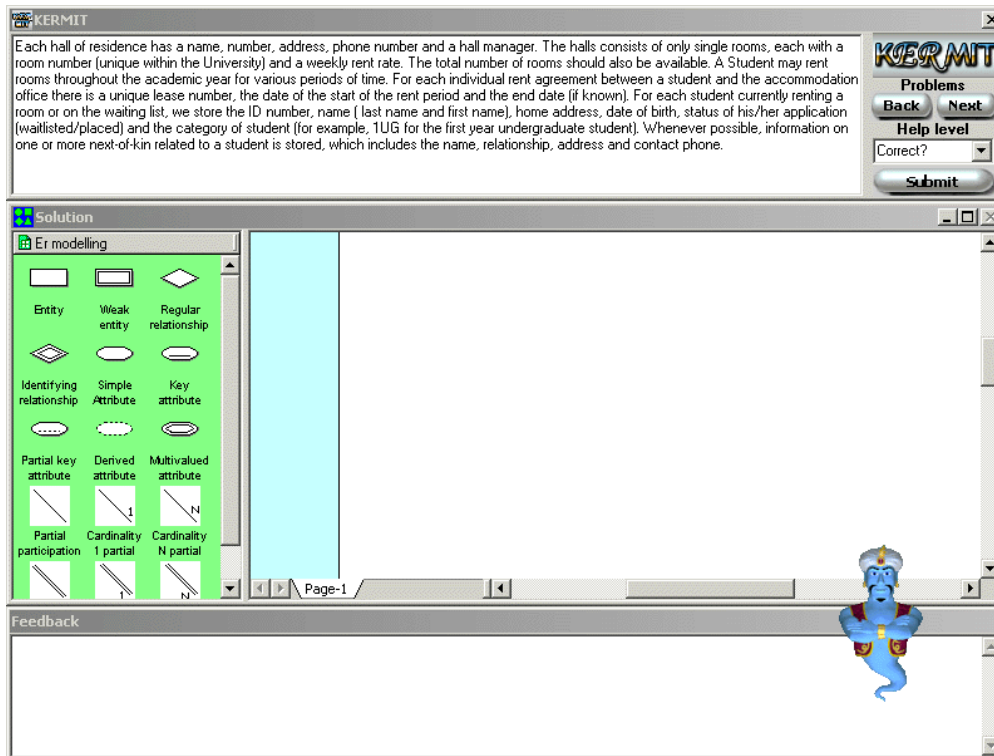 KERMIT
Each hall of residence has a name, number, address, phone number and a hall manager. The halls consists of only single rooms, each with a
room number (unique within the University) and a weekly rent rate. The total number of rooms should also be available. A Student may rent
rooms throughout the academic year for various periods of time. For each individual rent agreement between a student and the accommodation
office there is a unique lease number, the date of the start of the rent period and the end date (if known). For each student currently renting a
room or on the waiting list, we store the ID number, name ( last name and first name), home address, date of birth, status of his/her application
(waitlisted/placed) and the category of student (for example, 1UG for the first year undergraduate student). Whenever possible, information on
one or more next-of-kin related to a student is stored, which includes the name, relationship, address and contact phone.
KERMIT
Problems
Back Next
Help level
Correct?
Submit
Solution
Er modelling
Entity
Weak entity
Regular relationship
Identifying relationship
Simple Attribute
Key attribute
Partial key attribute
Derived attribute
Multivalued attribute
1
N
Partial participation
Cardinality 1 partial
Cardinality N partial
1
N
Page-1
Feedback